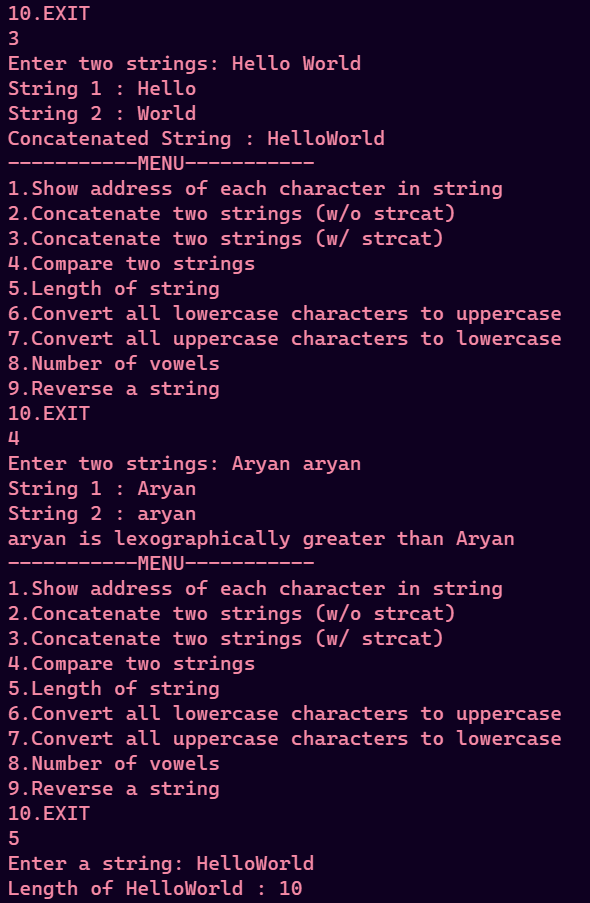 10.EXIT
3
Enter two strings: Hello World
String 1 : Hello
String 2 : World
Concatenated String : HelloWorld
-----------MENU-----------
1.Show address of each character in string
2.Concatenate two strings (w/o strcat)
3.Concatenate two strings (w/ strcat)
4.Compare two strings
5.Length of string
6.Convert all lowercase characters to uppercase
7.Convert all uppercase characters to lowercase
8.Number of vowels
9.Reverse a string
10.EXIT
4
Enter two strings: Aryan aryan
String 1 : Aryan
String 2 : aryan
aryan is lexographically greater than Aryan
-----------MENU-----------
1.Show address of each character in string
2.Concatenate two strings (w/o strcat)
3.Concatenate two strings (w/ strcat)
4.Compare two strings
5.Length of string
6.Convert all lowercase characters to uppercase
7.Convert all uppercase characters to lowercase
8.Number of vowels
9.Reverse a string
10.EXIT
5
Enter a string: HelloWorld
Length of HelloWorld : 10